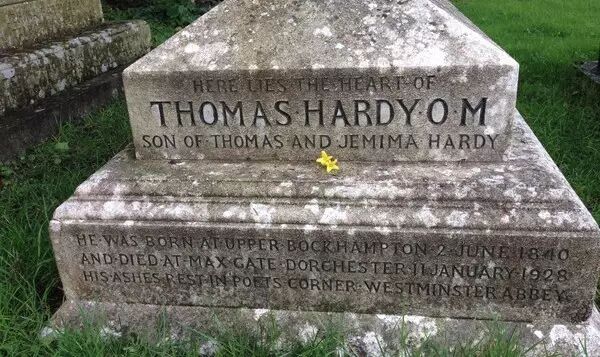 HERE LIES THE HEART OF
THOMAS·HARDY·O·M
SON OF THOMAS AND JEMIMA HARDY
HE WAS BORN AT UPPER BOCKHAMPTON 2 JUNE 1840
AND DIED AT MAX GATE DORCHESTER 11 JANUARY 1928
HIS ASHES REST IN POETS CORNER WESTMINSTER ABBEY